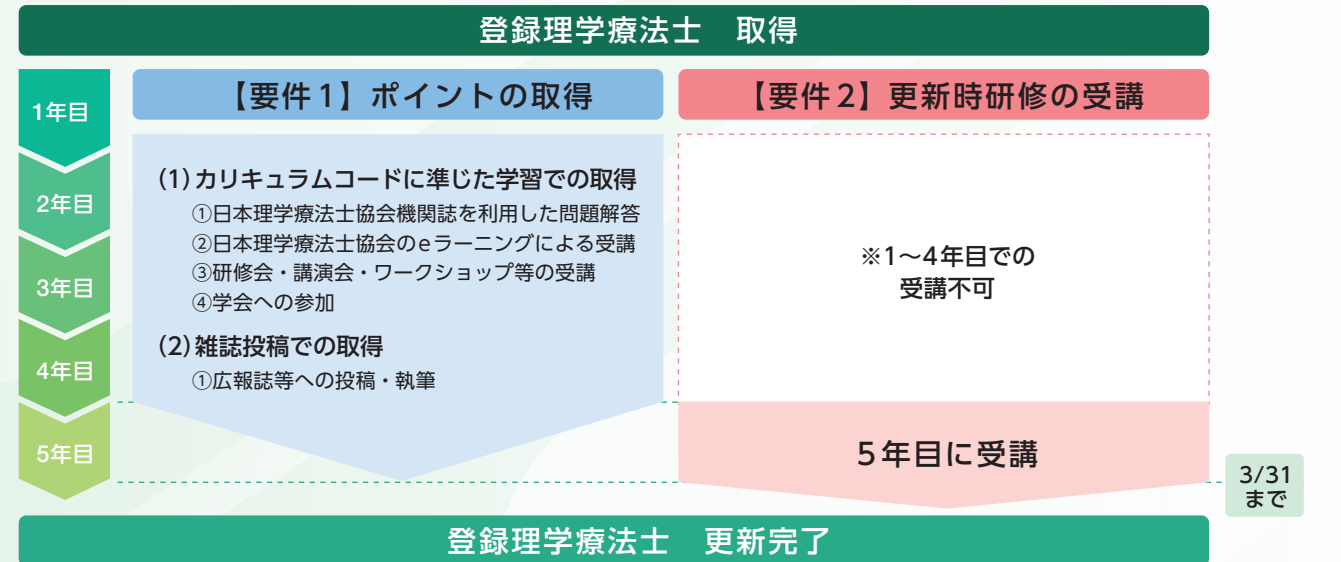 登録理学療法士　取得
1年目
2年目
3年目
4年目
5年目
【要件1】ポイントの取得
(1)カリキュラムコードに準じた学習での取得
①日本理学療法士協会機関誌を利用した問題解答
②日本理学療法士協会のeラーニングによる受講
③研修会・講演会・ワークショップ等の受講
④学会への参加
(2)雑誌投稿での取得
①広報誌等への投稿・執筆
【要件2】更新時研修の受講
※1〜4年目での
受講不可
5年目に受講
3/31
まで
登録理学療法士　更新完了